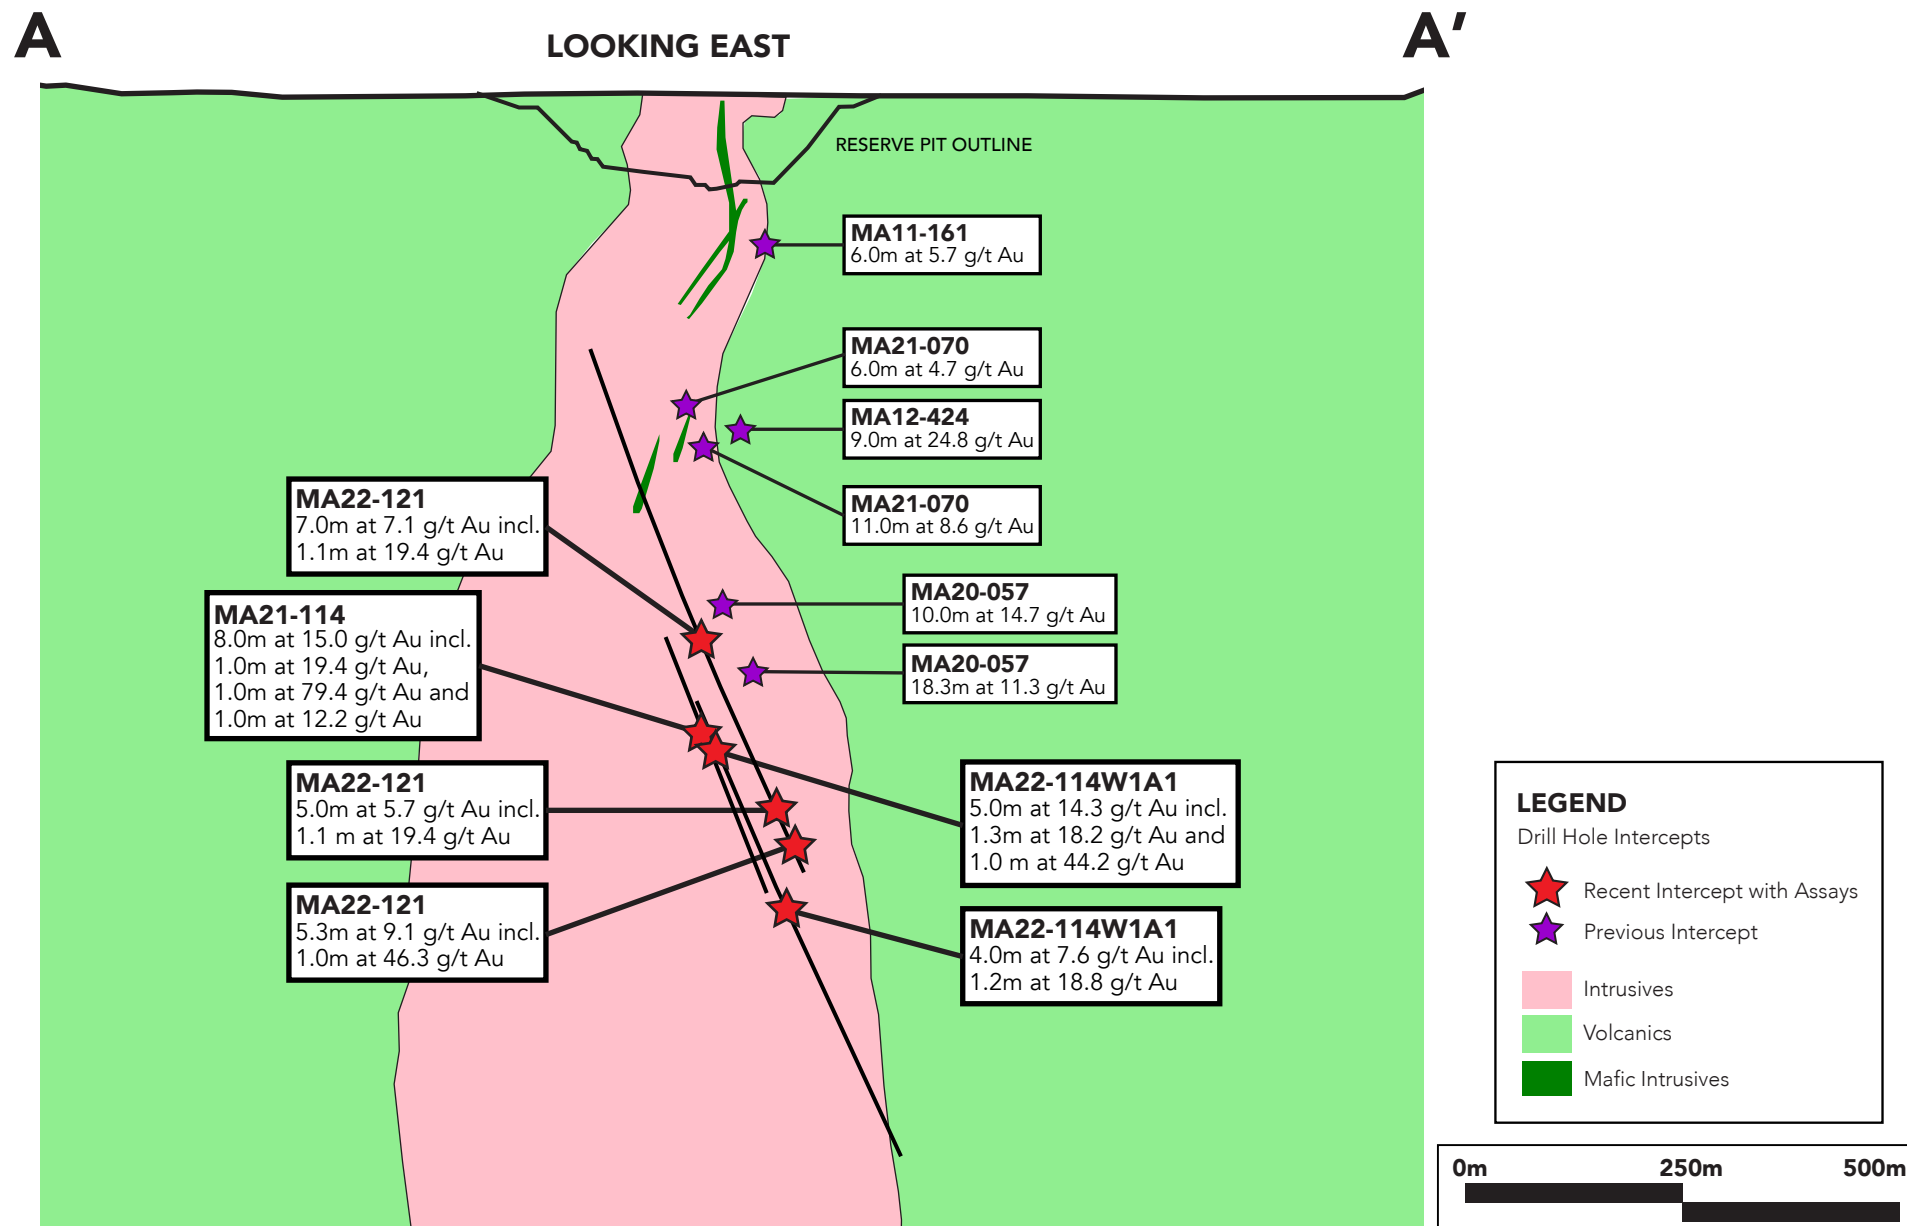 A
LOOKING EAST
A'
RESERVE PIT OUTLINE
MA11-161
6.0m at 5.7 g/t Au
MA21-070
6.0m at 4.7 g/t Au
MA12-424
9.0m at 24.8 g/t Au
MA21-070
11.0m at 8.6 g/t Au
MA22-121
7.0m at 7.1 g/t Au incl.
1.1m at 19.4 g/t Au
MA20-057
10.0m at 14.7 g/t Au
MA21-114
8.0m at 15.0 g/t Au incl.
1.0m at 19.4 g/t Au,
1.0m at 79.4 g/t Au and
1.0m at 12.2 g/t Au
MA20-057
18.3m at 11.3 g/t Au
MA22-121
5.0m at 5.7 g/t Au incl.
1.1 m at 19.4 g/t Au
MA22-114W1A1
5.0m at 14.3 g/t Au incl.
1.3m at 18.2 g/t Au and
1.0 m at 44.2 g/t Au
MA22-121
5.3m at 9.1 g/t Au incl.
1.0m at 46.3 g/t Au
MA22-114W1A1
4.0m at 7.6 g/t Au incl.
1.2m at 18.8 g/t Au
LEGEND
Drill Hole Intercepts
Recent Intercept with Assays
Previous Intercept
Intrusives
Volcanics
Mafic Intrusives
0m 250m 500m